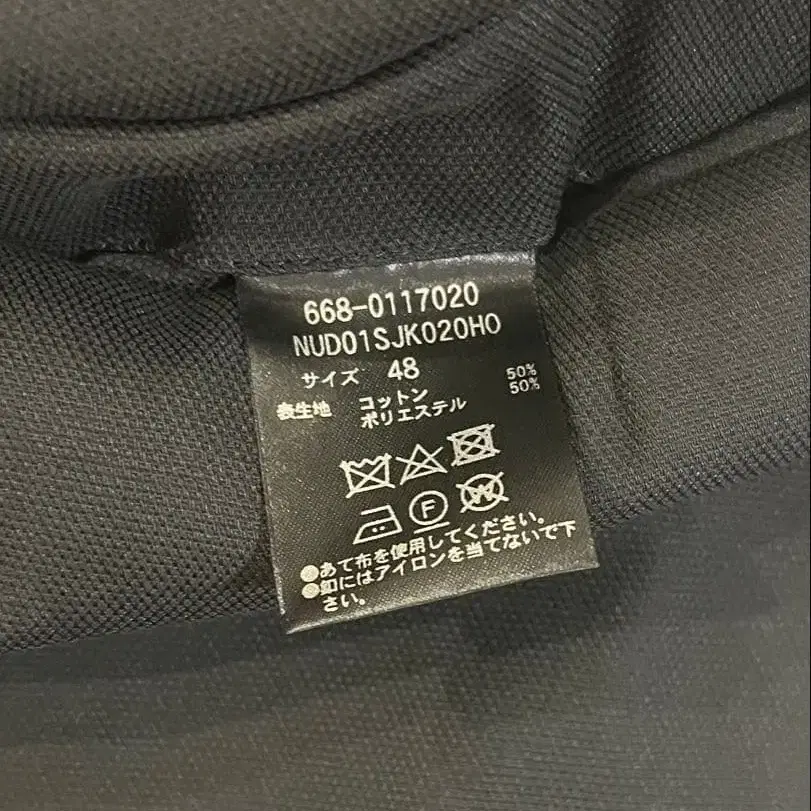 668-0117020
NUD01SJK020HO
サイズ 48
表生地 コットン 50%
ポリエステル 50%
F W
●あて布を使用してください。
●釦にはアイロンを当てないで下
さい。